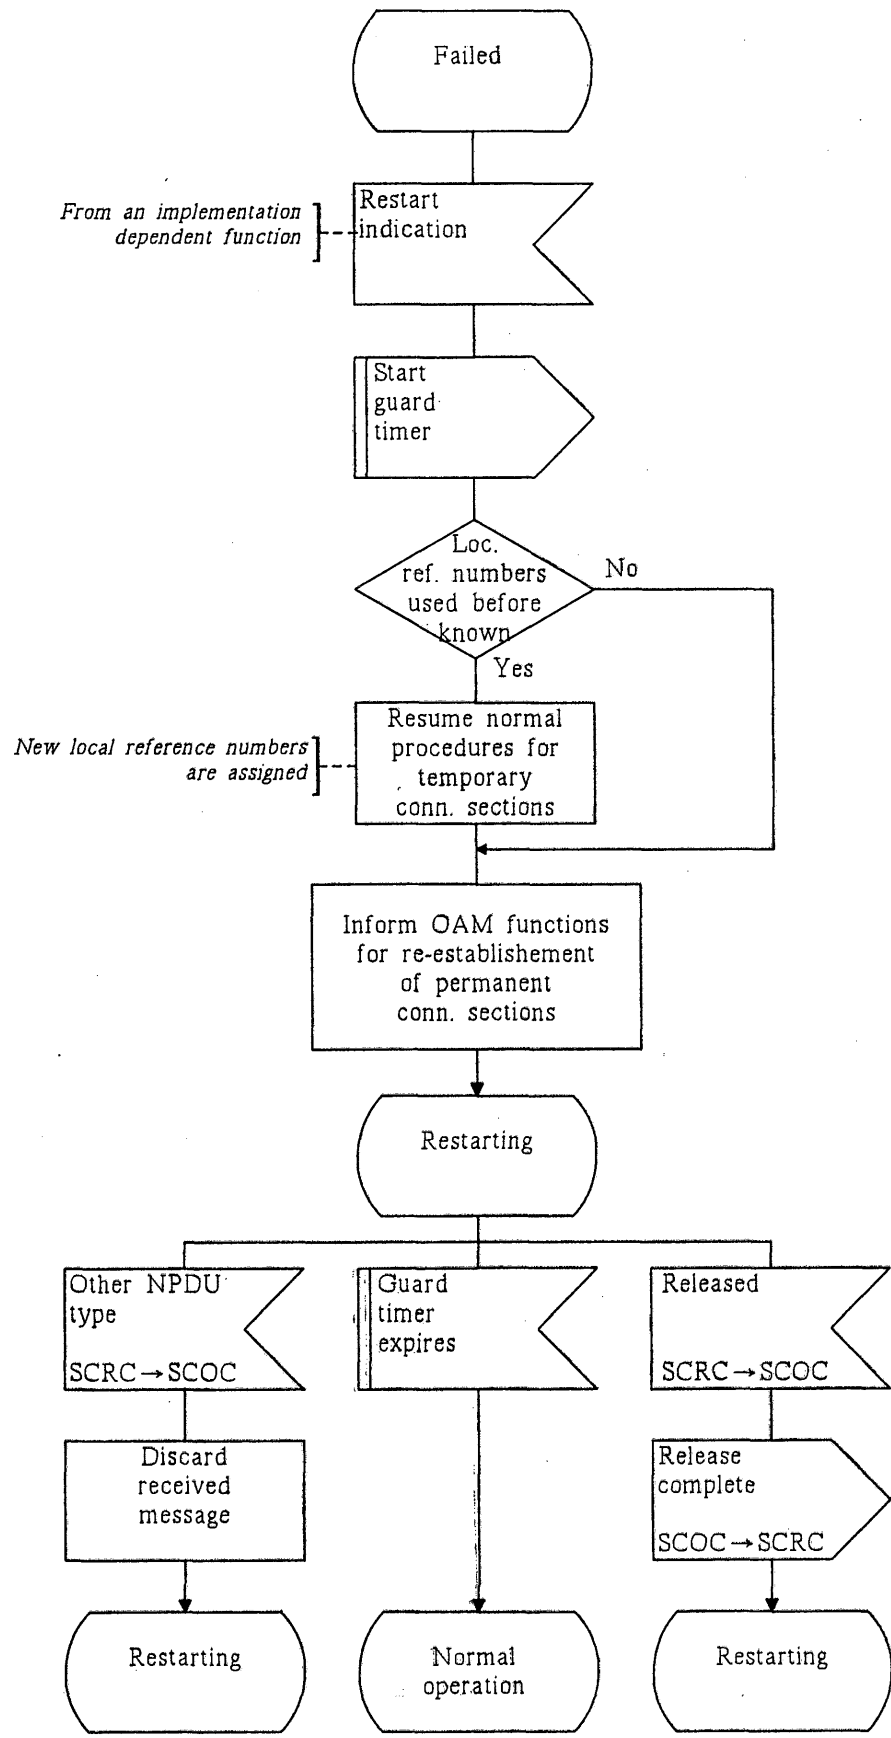 Failed
From an implementation
dependent function
Restart
indication
Start
guard
timer
Loc.
ref. numbers
used before
known
No
Yes
New local reference numbers
are assigned
Resume normal
procedures for
temporary
conn. sections
Inform OAM functions
for re-establishement
of permanent
conn. sections
Restarting
Other NPDU
type
SCRC→SCOC
Guard
timer
expires
Released
SCRC→SCOC
Discard
received
message
Release
complete
SCOC→SCRC
Restarting
Normal
operation
Restarting